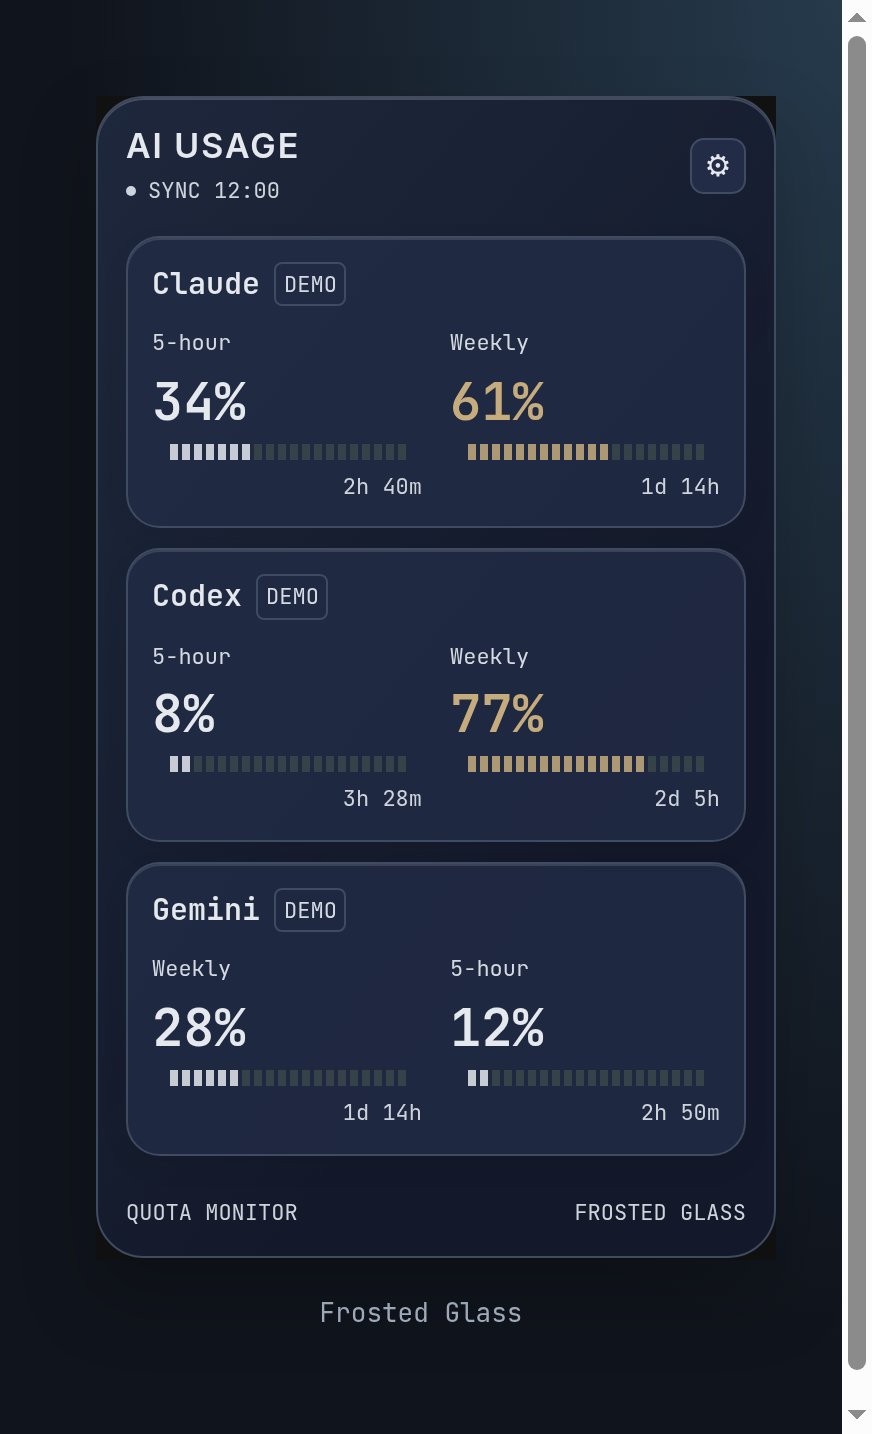 AI USAGE
SYNC 12:00
Claude DEMO
5-hour Weekly
34% 61%
2h 40m 1d 14h
Codex DEMO
5-hour Weekly
8% 77%
3h 28m 2d 5h
Gemini DEMO
Weekly 5-hour
28% 12%
1d 14h 2h 50m
QUOTA MONITOR FROSTED GLASS
Frosted Glass